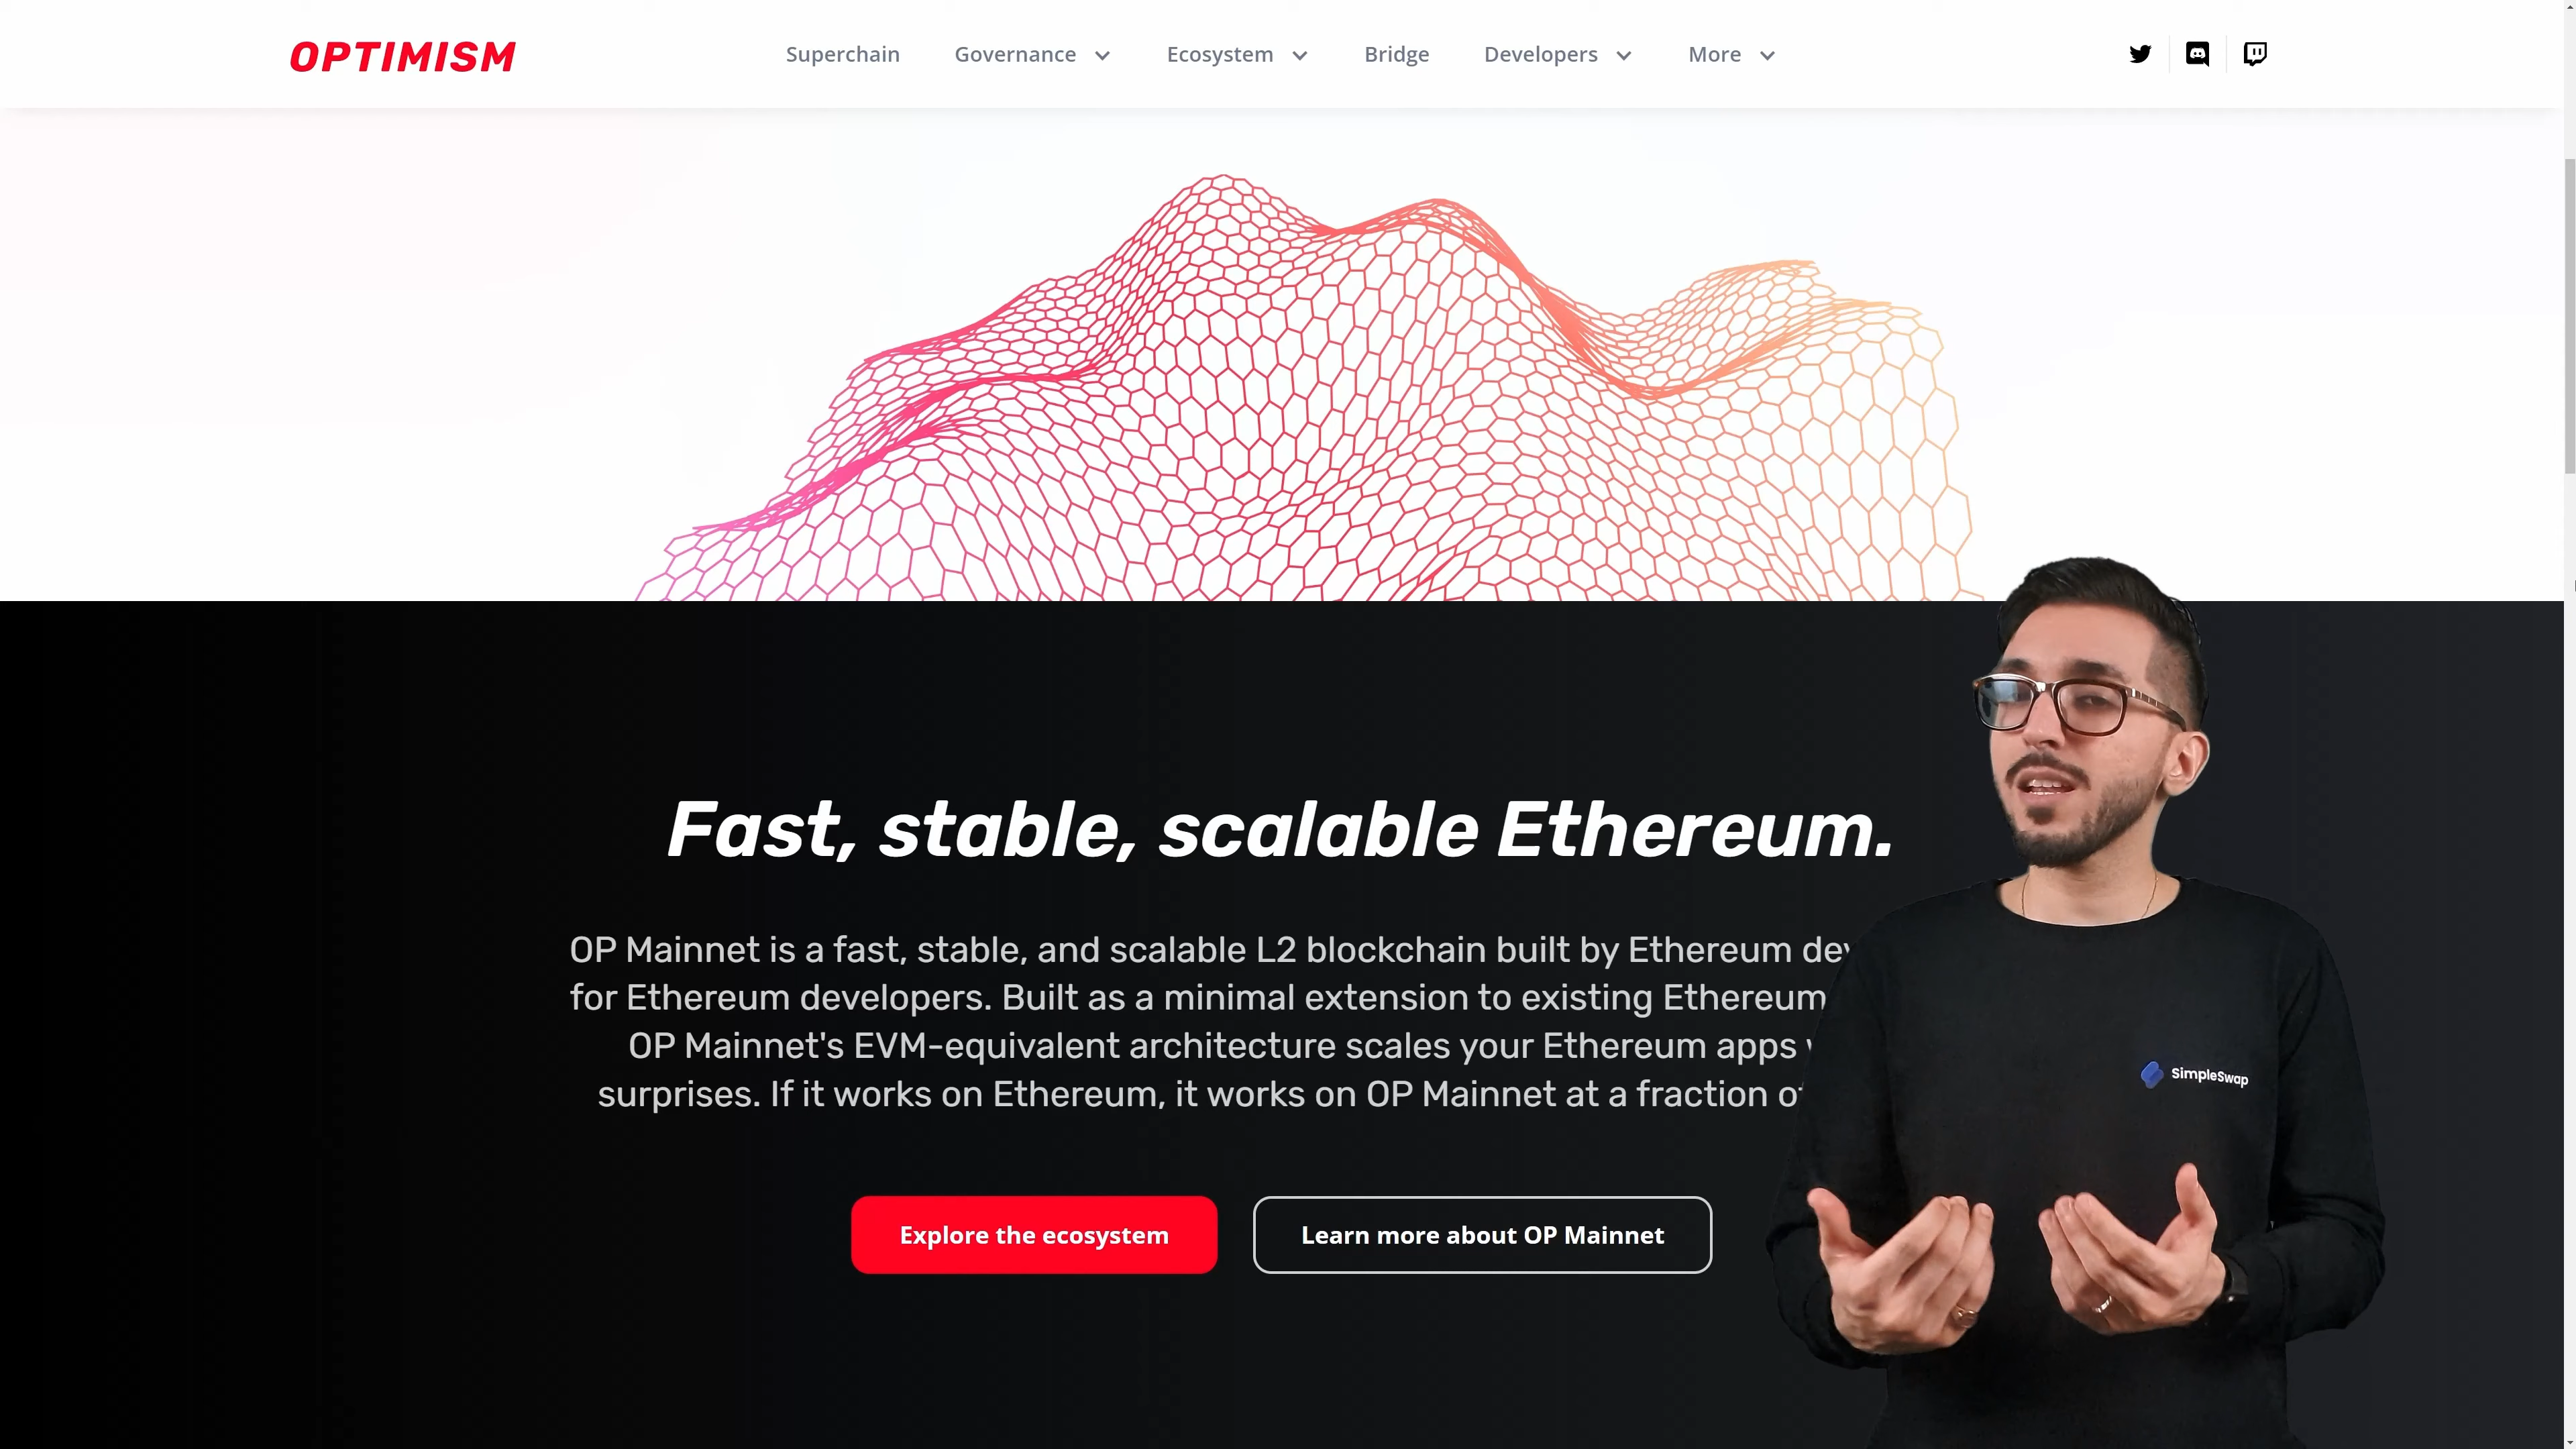 OPTIMISM
Superchain
Governance
Ecosystem
Bridge
Developers
More
Fast, stable, scalable Ethereum.
OP Mainnet is a fast, stable, and scalable L2 blockchain built by Ethereum
for Ethereum developers. Built as a minimal extension to existing Ethereum
OP Mainnet's EVM-equivalent architecture scales your Ethereum apps
surprises. If it works on Ethereum, it works on OP Mainnet at a fraction
SimpleSwap
Explore the ecosystem
Learn more about OP Mainnet